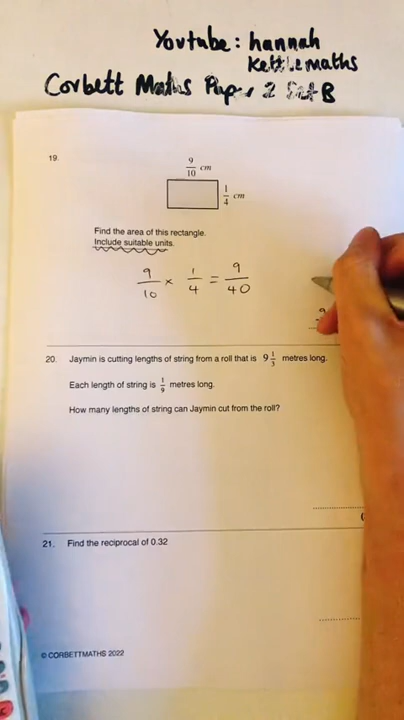 Youtube: hannah
Kettlemaths
Corbett Maths Paper 2 Set B
19.
9/10 cm
1/4 cm
Find the area of this rectangle.
Include suitable units.
9/10 × 1/4 = 9/40
20. Jaymin is cutting lengths of string from a roll that is 9 1/3 metres long.
Each length of string is 1/9 metres long.
How many lengths of string can Jaymin cut from the roll?
21. Find the reciprocal of 0.32
© CORBETTMATHS 2022